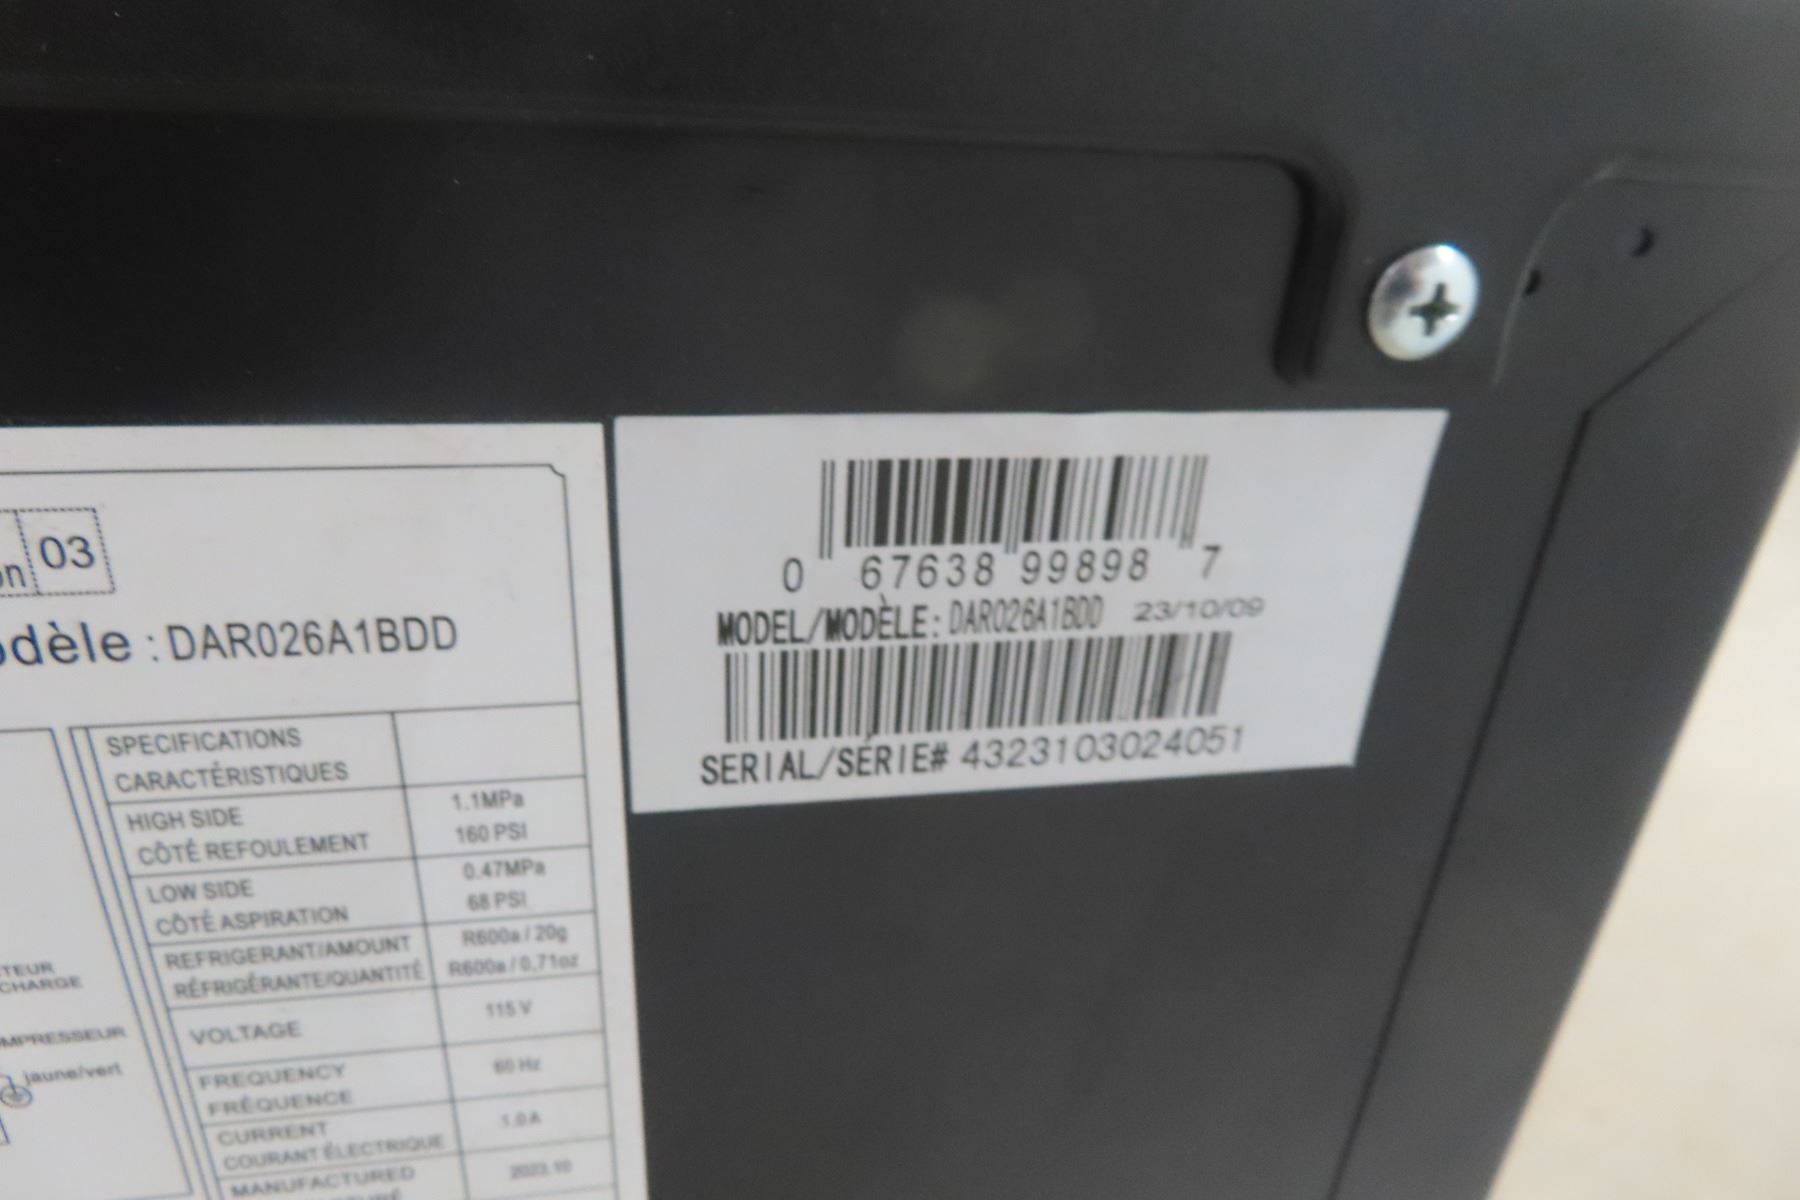 03
on
odèle : DAR026A1BDD
SPECIFICATIONS
CARACTÉRISTIQUES
HIGH SIDE 1.1MPa
CÔTÉ REFOULEMENT 160 PSI
LOW SIDE 0.47MPa
CÔTÉ ASPIRATION 68 PSI
REFRIGERANT/AMOUNT R600a / 20g
RÉFRIGÉRANTE/QUANTITÉ R600a / 0,71oz
VOLTAGE 115 V
FREQUENCY 60 Hz
FRÉQUENCE
CURRENT 1.0 A
COURANT ÉLECTRIQUE
MANUFACTURED 2023.10
TEUR
CHARGE
MPRESSEUR
jaune/vert
0 67638 99898 7
MODEL/MODÈLE: DAR026A1BDD 23/10/09
SERIAL/SÉRIE# 4323103024051